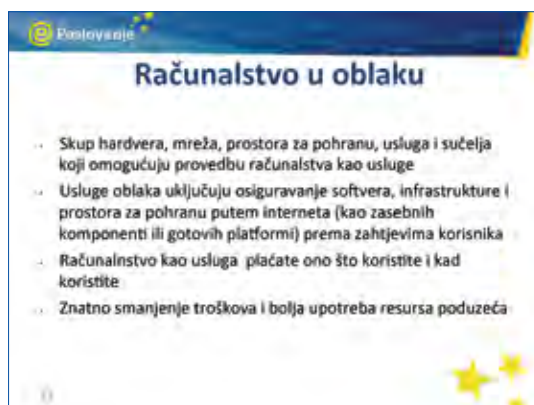 e Poslovanje
Računalstvo u oblaku
Skup hardvera, mreža, prostora za pohranu, usluga i sučelja
koji omogućuju provedbu računalstva kao usluge
Usluge oblaka uključuju osiguravanje softvera, infrastrukture i
prostora za pohranu putem interneta (kao zasebnih
komponenti ili gotovih platformi) prema zahtjevima korisnika
Računalnstvo kao usluga plaćate ono što koristite i kad
koristite
Znatno smanjenje troškova i bolja upotreba resursa poduzeća